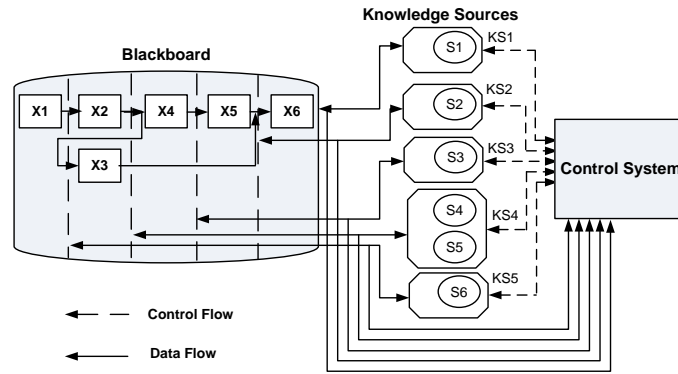 Knowledge Sources
Blackboard
X1 X2 X4 X5 X6
X3
S1 KS1
S2 KS2
S3 KS3
S4 KS4
S5
S6 KS5
Control System
Control Flow
Data Flow